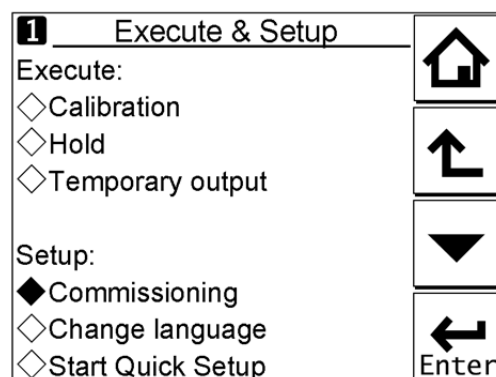 1 Execute & Setup
Execute:
Calibration
Hold
Temporary output
Setup:
Commissioning
Change language
Start Quick Setup
Enter